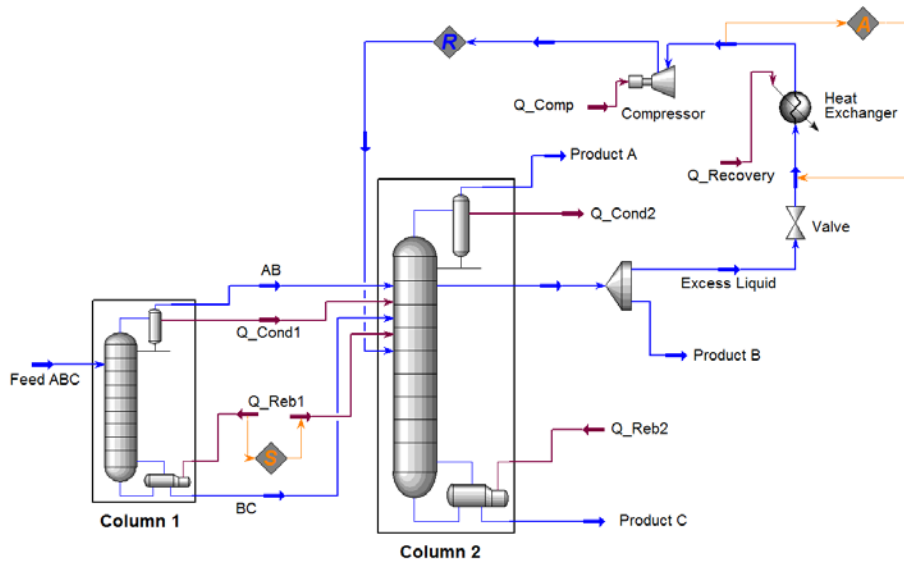 R
A
Q_Comp
Compressor
Heat
Exchanger
Product A
Q_Recovery
Q_Cond2
Valve
AB
Excess Liquid
Q_Cond1
Product B
Feed ABC
Q_Reb1
S
Q_Reb2
BC
Product C
Column 1
Column 2